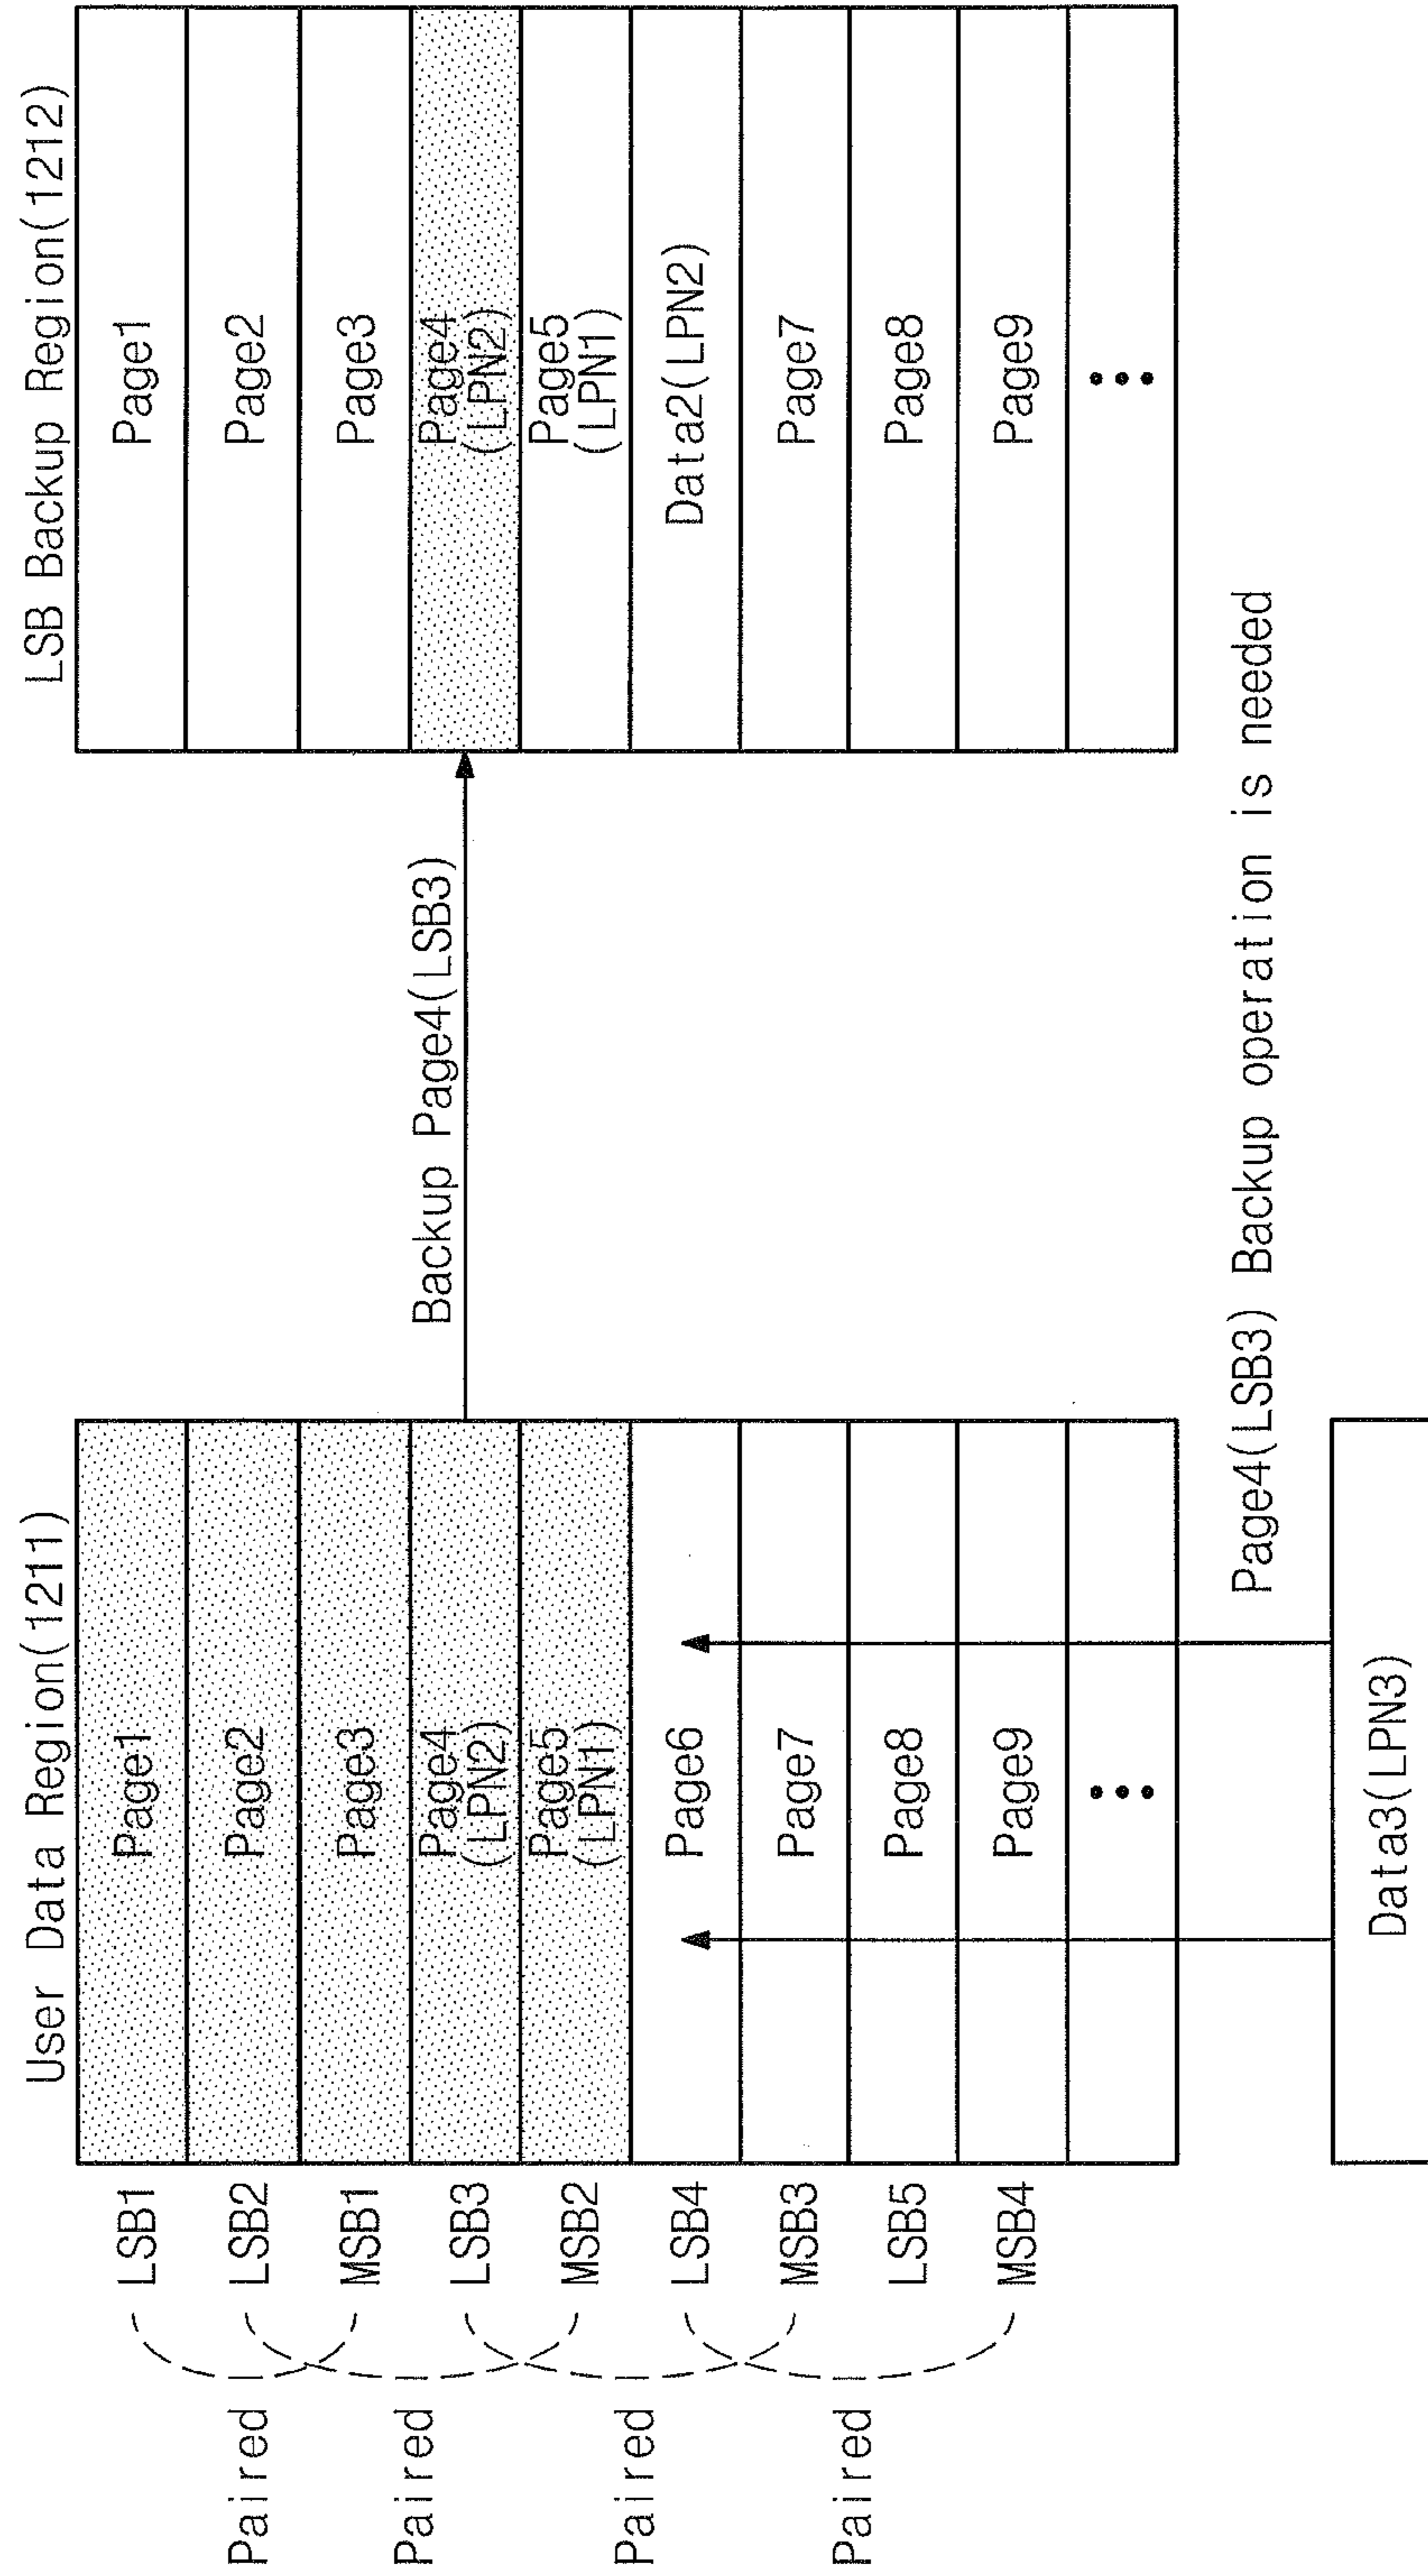 User Data Region(1211)
LSB1
LSB2
MSB1
LSB3
MSB2
LSB4
MSB3
LSB5
MSB4
Paired
Paired
Paired
Paired
Page1
Page2
Page3
Page4
(LPN2)
Page5
(LPN1)
Page6
Page7
Page8
Page9
Backup Page4(LSB3)
LSB Backup Region(1212)
Page1
Page2
Page3
Page4
(LPN2)
Page5
(LPN1)
Data2(LPN2)
Page7
Page8
Page9
Page4(LSB3) Backup operation is needed
Data3(LPN3)